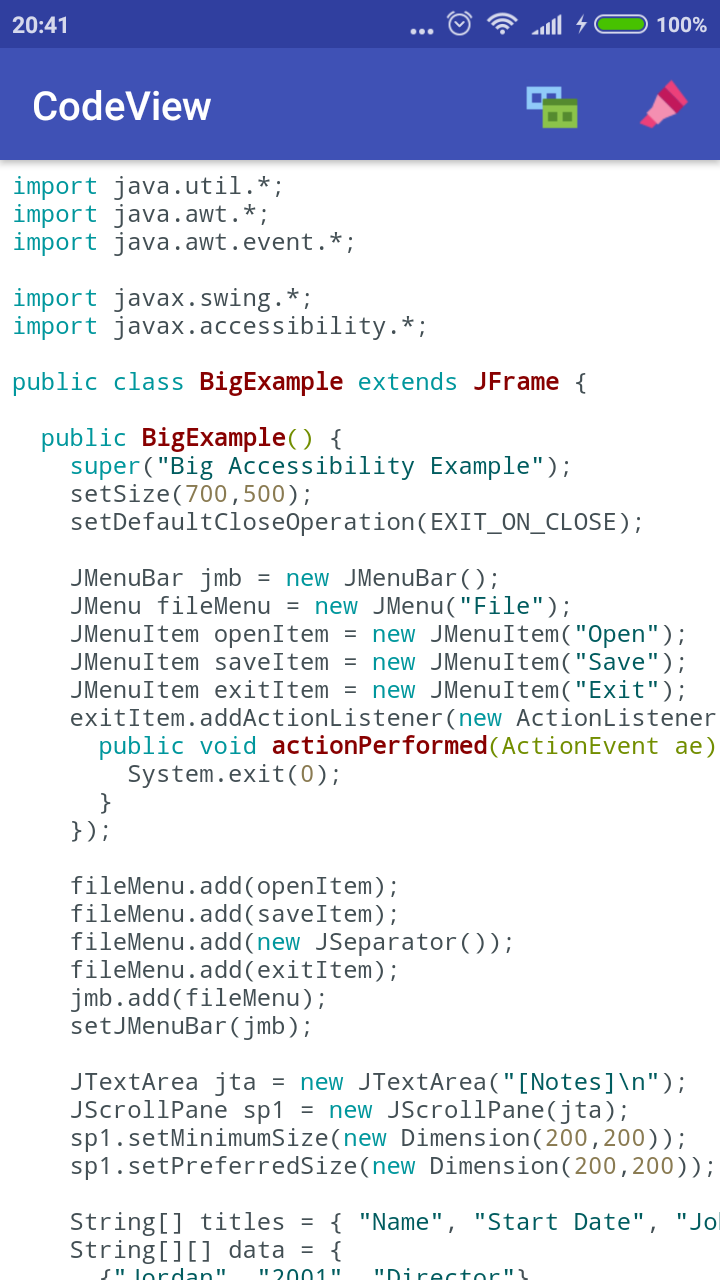 20:41 ... 100%
CodeView
import java.util.*;
import java.awt.*;
import java.awt.event.*;
import javax.swing.*;
import javax.accessibility.*;
public class BigExample extends JFrame {
public BigExample() {
super("Big Accessibility Example");
setSize(700,500);
setDefaultCloseOperation(EXIT_ON_CLOSE);
JMenuBar jmb = new JMenuBar();
JMenu fileMenu = new JMenu("File");
JMenuItem openItem = new JMenuItem("Open");
JMenuItem saveItem = new JMenuItem("Save");
JMenuItem exitItem = new JMenuItem("Exit");
exitItem.addActionListener(new ActionListener
public void actionPerformed(ActionEvent ae)
System.exit(0);
}
});
fileMenu.add(openItem);
fileMenu.add(saveItem);
fileMenu.add(new JSeparator());
fileMenu.add(exitItem);
jmb.add(fileMenu);
setJMenuBar(jmb);
JTextArea jta = new JTextArea("[Notes]\n");
JScrollPane sp1 = new JScrollPane(jta);
sp1.setMinimumSize(new Dimension(200,200));
sp1.setPreferredSize(new Dimension(200,200));
String[] titles = { "Name", "Start Date", "Jo
String[][] data = {
{"Jordan", "2001", "Director"}